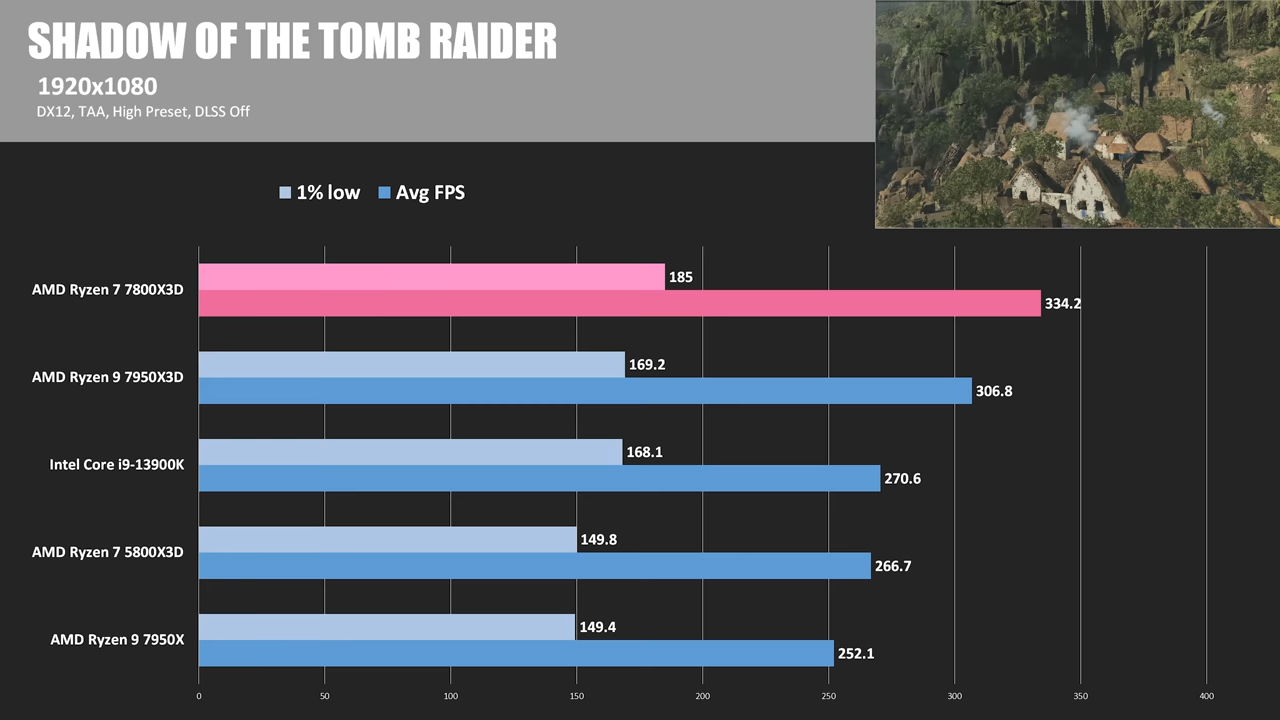 SHADOW OF THE TOMB RAIDER
1920x1080
DX12, TAA, High Preset, DLSS Off
1% low Avg FPS
AMD Ryzen 7 7800X3D
185
334.2
AMD Ryzen 9 7950X3D
169.2
306.8
Intel Core i9-13900K
168.1
270.6
AMD Ryzen 7 5800X3D
149.8
266.7
AMD Ryzen 9 7950X
149.4
252.1
0 50 100 150 200 250 300 350 400